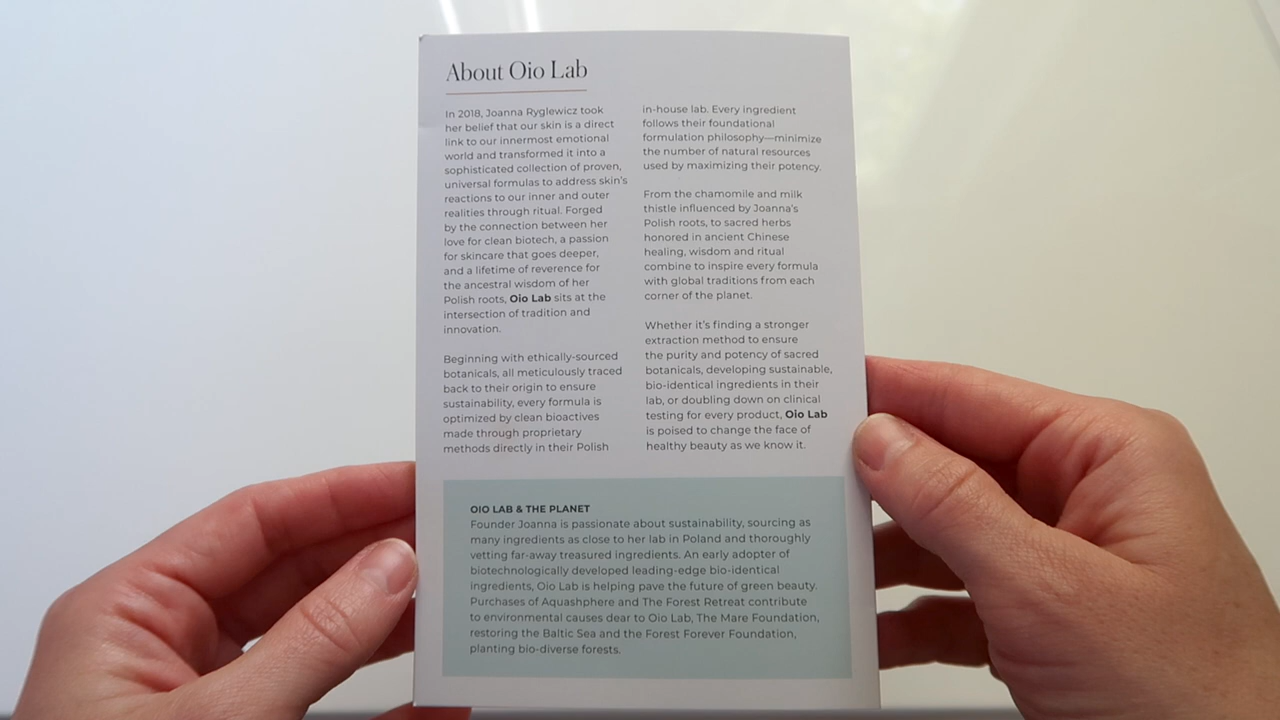 About Oio Lab
In 2018, Joanna Ryglewicz took
her belief that our skin is a direct
link to our innermost emotional
world and transformed it into a
sophisticated collection of proven,
universal formulas to address skin's
reactions to our inner and outer
realities through ritual. Forged
by the connection between her
love for clean biotech, a passion
for skincare that goes deeper,
and a lifetime of reverence for
the ancestral wisdom of her
Polish roots, Oio Lab sits at the
intersection of tradition and
innovation.
Beginning with ethically-sourced
botanicals, all meticulously traced
back to their origin to ensure
sustainability, every formula is
optimized by clean bioactives
made through proprietary
methods directly in their Polish
in-house lab. Every ingredient
follows their foundational
formulation philosophy—minimize
the number of natural resources
used by maximizing their potency.
From the chamomile and milk
thistle influenced by Joanna's
Polish roots, to sacred herbs
honored in ancient Chinese
healing, wisdom and ritual
combine to inspire every formula
with global traditions from each
corner of the planet.
Whether it's finding a stronger
extraction method to ensure
the purity and potency of sacred
botanicals, developing sustainable,
bio-identical ingredients in their
lab, or doubling down on clinical
testing for every product, Oio Lab
is poised to change the face of
healthy beauty as we know it.
OIO LAB & THE PLANET
Founder Joanna is passionate about sustainability, sourcing as
many ingredients as close to her lab in Poland and thoroughly
vetting far-away treasured ingredients. An early adopter of
biotechnologically developed leading-edge bio-identical
ingredients, Oio Lab is helping pave the future of green beauty.
Purchases of Aquashphere and The Forest Retreat contribute
to environmental causes dear to Oio Lab, The Mare Foundation,
restoring the Baltic Sea and the Forest Forever Foundation,
planting bio-diverse forests.